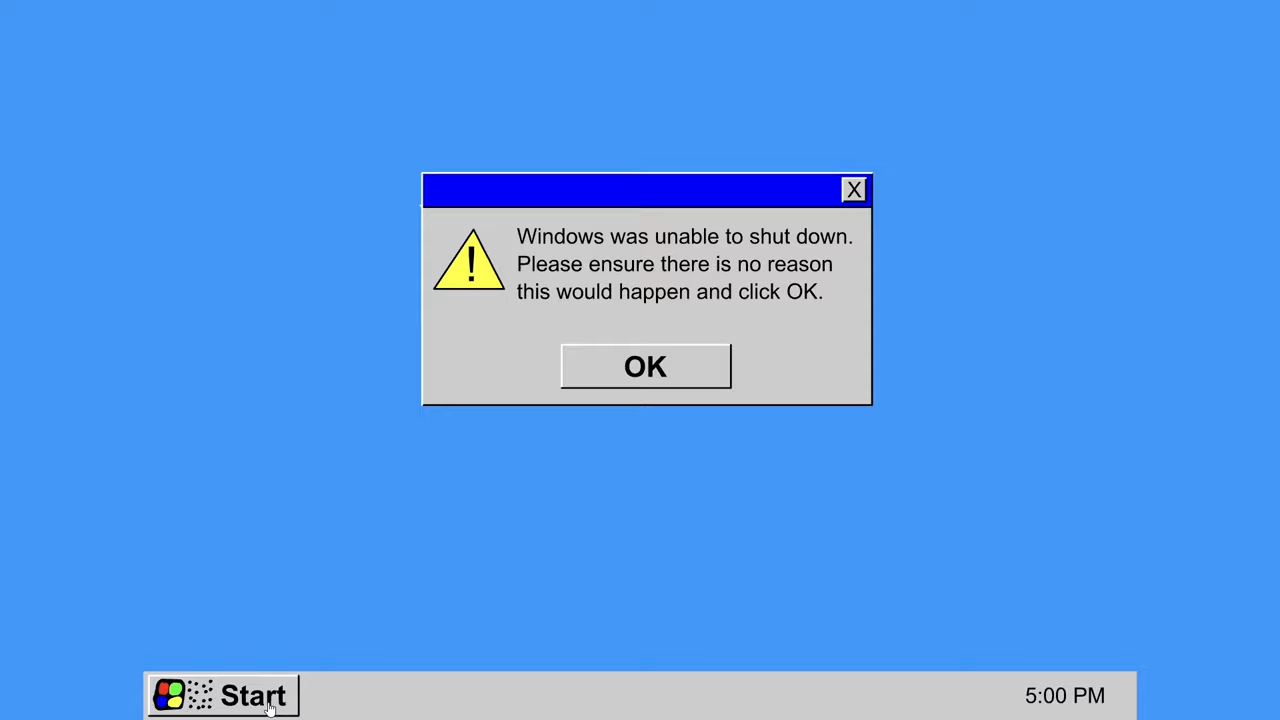 X
Windows was unable to shut down.
Please ensure there is no reason
this would happen and click OK.
OK
Start
5:00 PM